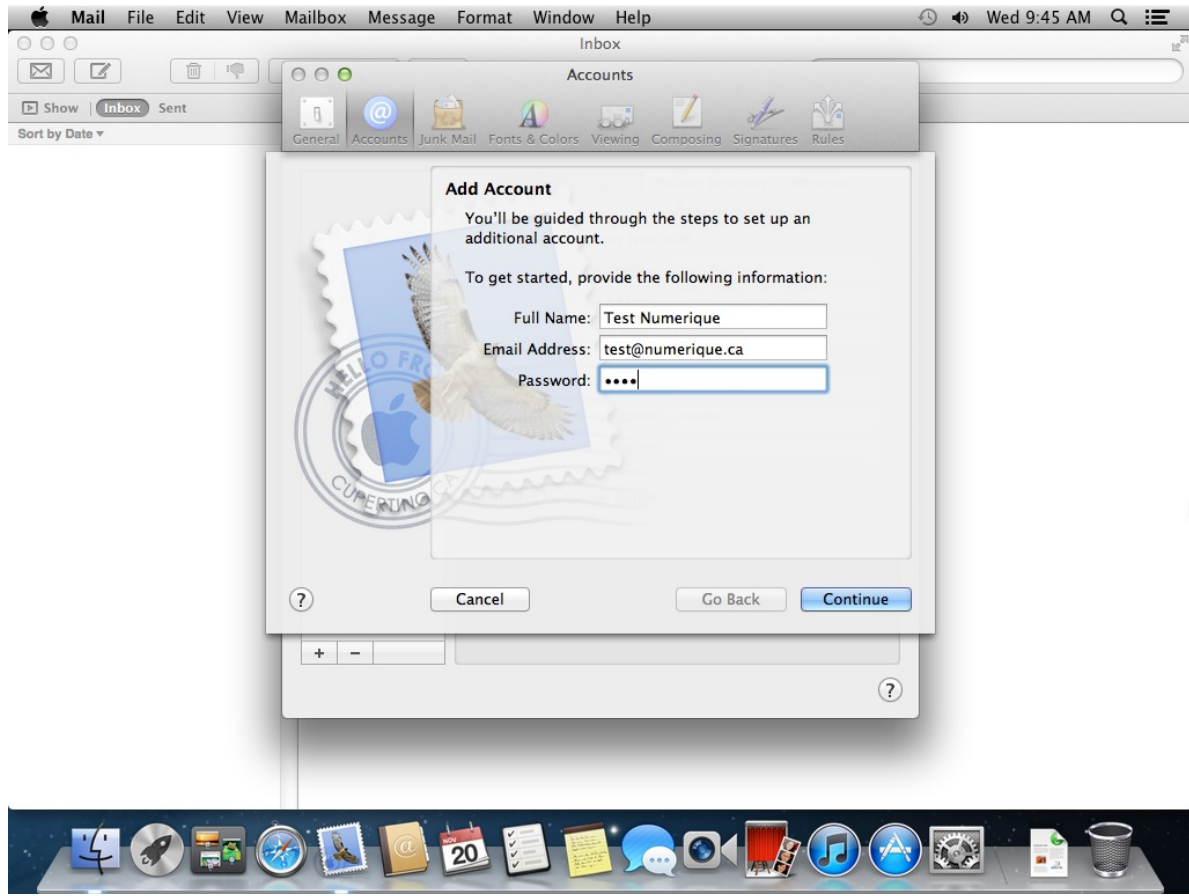 Mail File Edit View Mailbox Message Format Window Help Wed 9:45 AM
Inbox
Accounts
Show Inbox Sent
General Accounts Junk Mail Fonts & Colors Viewing Composing Signatures Rules
Sort by Date ▾
Add Account
You'll be guided through the steps to set up an
additional account.
To get started, provide the following information:
Full Name: Test Numerique
Email Address: test@numerique.ca
Password: ••••
HELLO FRO
CUPERTINO CA
? Cancel Go Back Continue
+ −
?
NOV
20